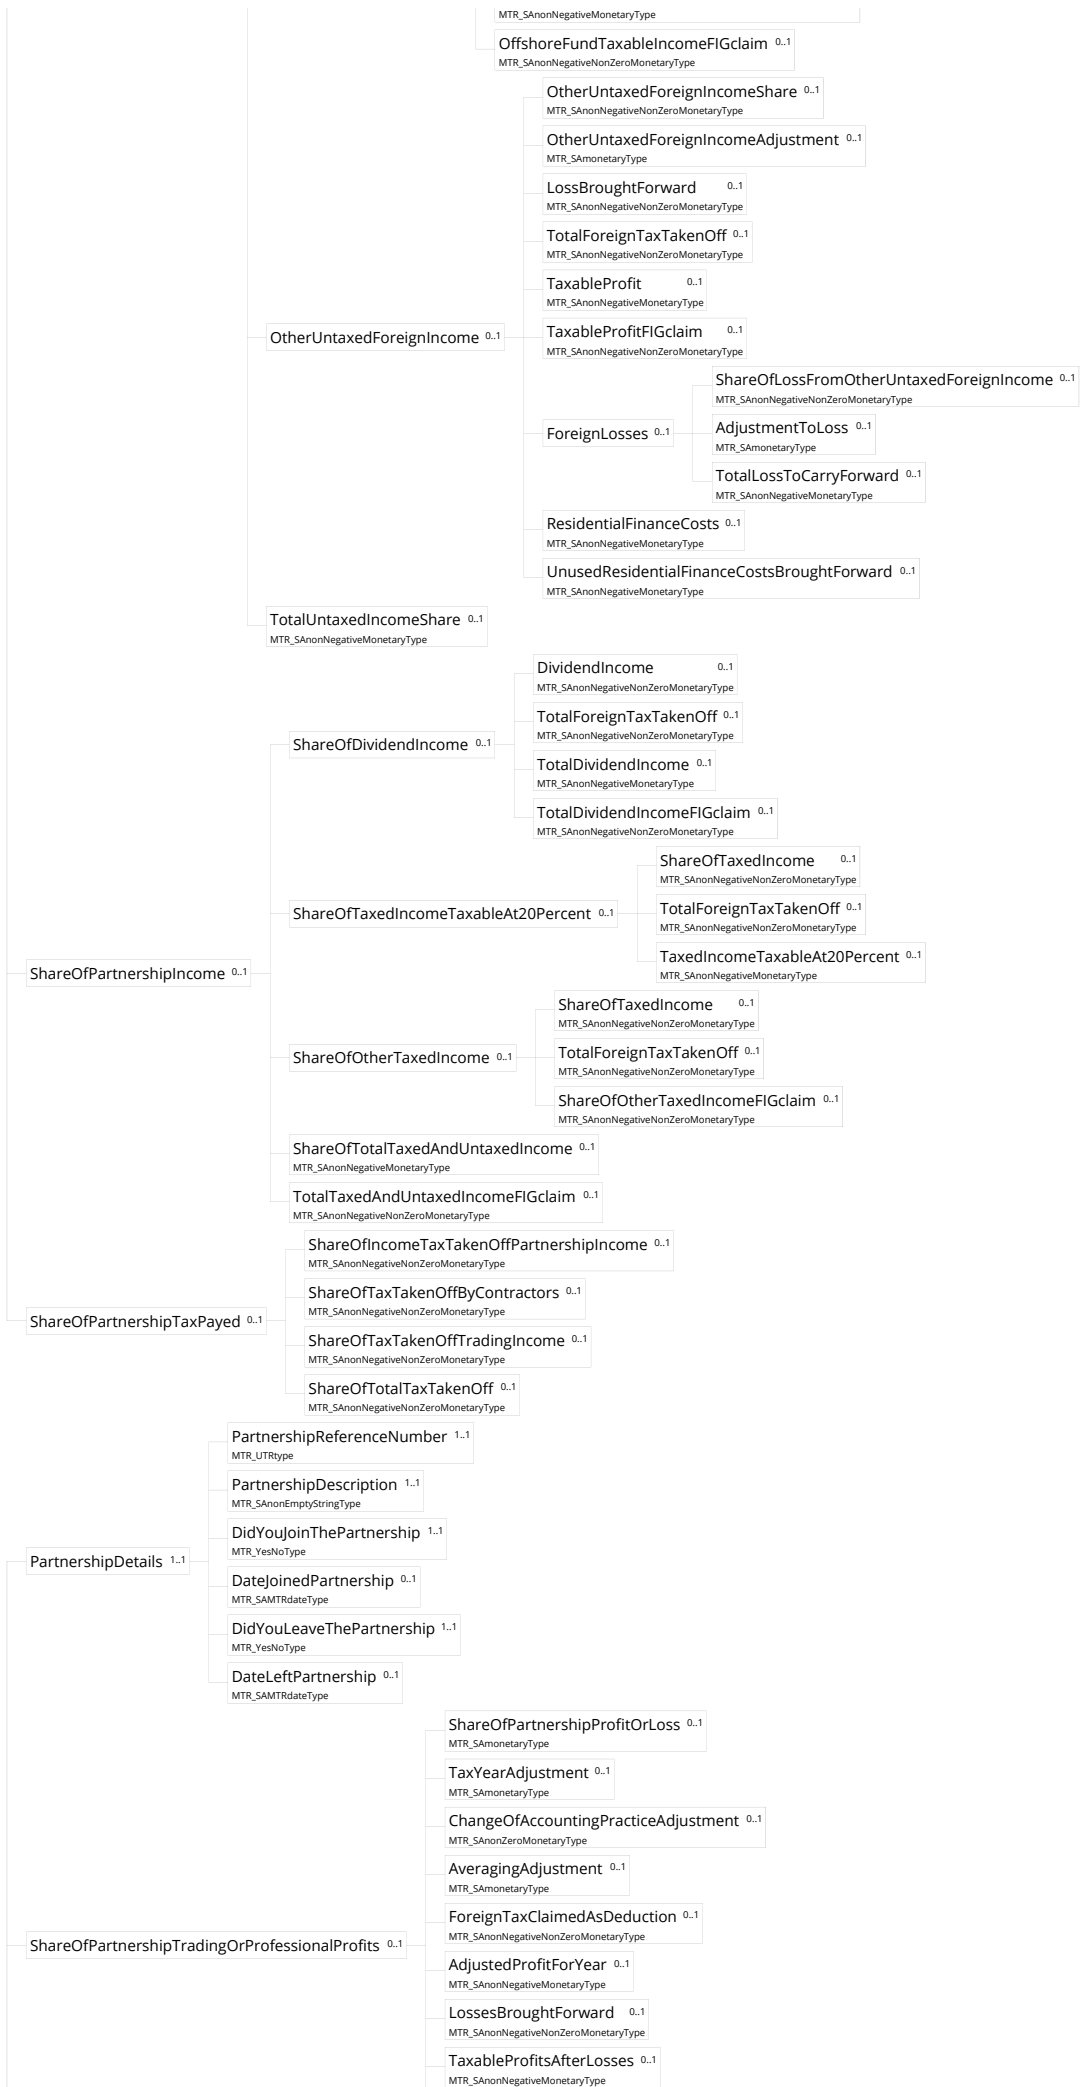 MTR_SAnonNegativeMonetaryType
OffshoreFundTaxableIncomeFIGclaim 0..1
MTR_SAnonNegativeNonZeroMonetaryType
OtherUntaxedForeignIncomeShare 0..1
MTR_SAnonNegativeNonZeroMonetaryType
OtherUntaxedForeignIncomeAdjustment 0..1
MTR_SAmonetaryType
LossBroughtForward 0..1
MTR_SAnonNegativeNonZeroMonetaryType
TotalForeignTaxTakenOff 0..1
MTR_SAnonNegativeNonZeroMonetaryType
TaxableProfit 0..1
MTR_SAnonNegativeMonetaryType
OtherUntaxedForeignIncome 0..1
TaxableProfitFIGclaim 0..1
MTR_SAnonNegativeNonZeroMonetaryType
ShareOfLossFromOtherUntaxedForeignIncome 0..1
MTR_SAnonNegativeNonZeroMonetaryType
ForeignLosses 0..1
AdjustmentToLoss 0..1
MTR_SAmonetaryType
TotalLossToCarryForward 0..1
MTR_SAnonNegativeMonetaryType
ResidentialFinanceCosts 0..1
MTR_SAnonNegativeMonetaryType
UnusedResidentialFinanceCostsBroughtForward 0..1
MTR_SAnonNegativeMonetaryType
TotalUntaxedIncomeShare 0..1
MTR_SAnonNegativeMonetaryType
DividendIncome 0..1
MTR_SAnonNegativeNonZeroMonetaryType
TotalForeignTaxTakenOff 0..1
MTR_SAnonNegativeNonZeroMonetaryType
ShareOfDividendIncome 0..1
TotalDividendIncome 0..1
MTR_SAnonNegativeMonetaryType
TotalDividendIncomeFIGclaim 0..1
MTR_SAnonNegativeNonZeroMonetaryType
ShareOfTaxedIncome 0..1
MTR_SAnonNegativeNonZeroMonetaryType
ShareOfTaxedIncomeTaxableAt20Percent 0..1
TotalForeignTaxTakenOff 0..1
MTR_SAnonNegativeNonZeroMonetaryType
TaxedIncomeTaxableAt20Percent 0..1
MTR_SAnonNegativeMonetaryType
ShareOfPartnershipIncome 0..1
ShareOfTaxedIncome 0..1
MTR_SAnonNegativeNonZeroMonetaryType
ShareOfOtherTaxedIncome 0..1
TotalForeignTaxTakenOff 0..1
MTR_SAnonNegativeNonZeroMonetaryType
ShareOfOtherTaxedIncomeFIGclaim 0..1
MTR_SAnonNegativeNonZeroMonetaryType
ShareOfTotalTaxedAndUntaxedIncome 0..1
MTR_SAnonNegativeMonetaryType
TotalTaxedAndUntaxedIncomeFIGclaim 0..1
MTR_SAnonNegativeNonZeroMonetaryType
ShareOfIncomeTaxTakenOffPartnershipIncome 0..1
MTR_SAnonNegativeNonZeroMonetaryType
ShareOfTaxTakenOffByContractors 0..1
MTR_SAnonNegativeNonZeroMonetaryType
ShareOfPartnershipTaxPayed 0..1
ShareOfTaxTakenOffTradingIncome 0..1
MTR_SAnonNegativeNonZeroMonetaryType
ShareOfTotalTaxTakenOff 0..1
MTR_SAnonNegativeNonZeroMonetaryType
PartnershipReferenceNumber 1..1
MTR_UTRtype
PartnershipDescription 1..1
MTR_SAnonEmptyStringType
DidYouJoinThePartnership 1..1
MTR_YesNoType
PartnershipDetails 1..1
DateJoinedPartnership 0..1
MTR_SAMTRdateType
DidYouLeaveThePartnership 1..1
MTR_YesNoType
DateLeftPartnership 0..1
MTR_SAMTRdateType
ShareOfPartnershipProfitOrLoss 0..1
MTR_SAmonetaryType
TaxYearAdjustment 0..1
MTR_SAmonetaryType
ChangeOfAccountingPracticeAdjustment 0..1
MTR_SAnonZeroMonetaryType
AveragingAdjustment 0..1
MTR_SAmonetaryType
ForeignTaxClaimedAsDeduction 0..1
MTR_SAnonNegativeNonZeroMonetaryType
ShareOfPartnershipTradingOrProfessionalProfits 0..1
AdjustedProfitForYear 0..1
MTR_SAnonNegativeMonetaryType
LossesBroughtForward 0..1
MTR_SAnonNegativeNonZeroMonetaryType
TaxableProfitsAfterLosses 0..1
MTR_SAnonNegativeMonetaryType